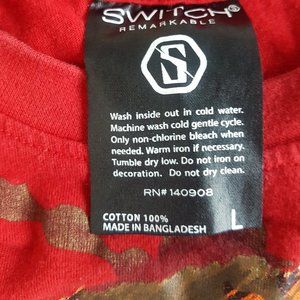 SWITCH®
REMARKABLE
S
Wash inside out in cold water.
Machine wash cold gentle cycle.
Only non-chlorine bleach when
needed. Warm iron if necessary.
Tumble dry low. Do not iron on
decoration. Do not dry clean.
RN# 140908
COTTON 100%
MADE IN BANGLADESH
L